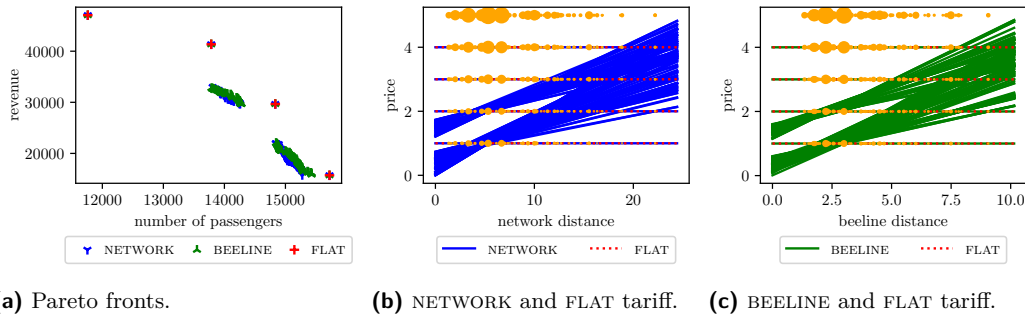 40000
30000
20000
revenue
12000 13000 14000 15000
number of passengers
NETWORK BEELINE FLAT
4
2
0
price
0 10 20
network distance
NETWORK FLAT
4
2
0
price
0.0 2.5 5.0 7.5 10.0
beeline distance
BEELINE FLAT
a) Pareto fronts.
(b) NETWORK and FLAT tariff.
(c) BEELINE and FLAT tariff.